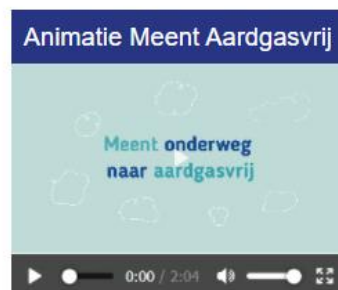 Animatie Meent Aardgasvrij
Meent onderweg
naar aardgasvrij
0:00 / 2:04